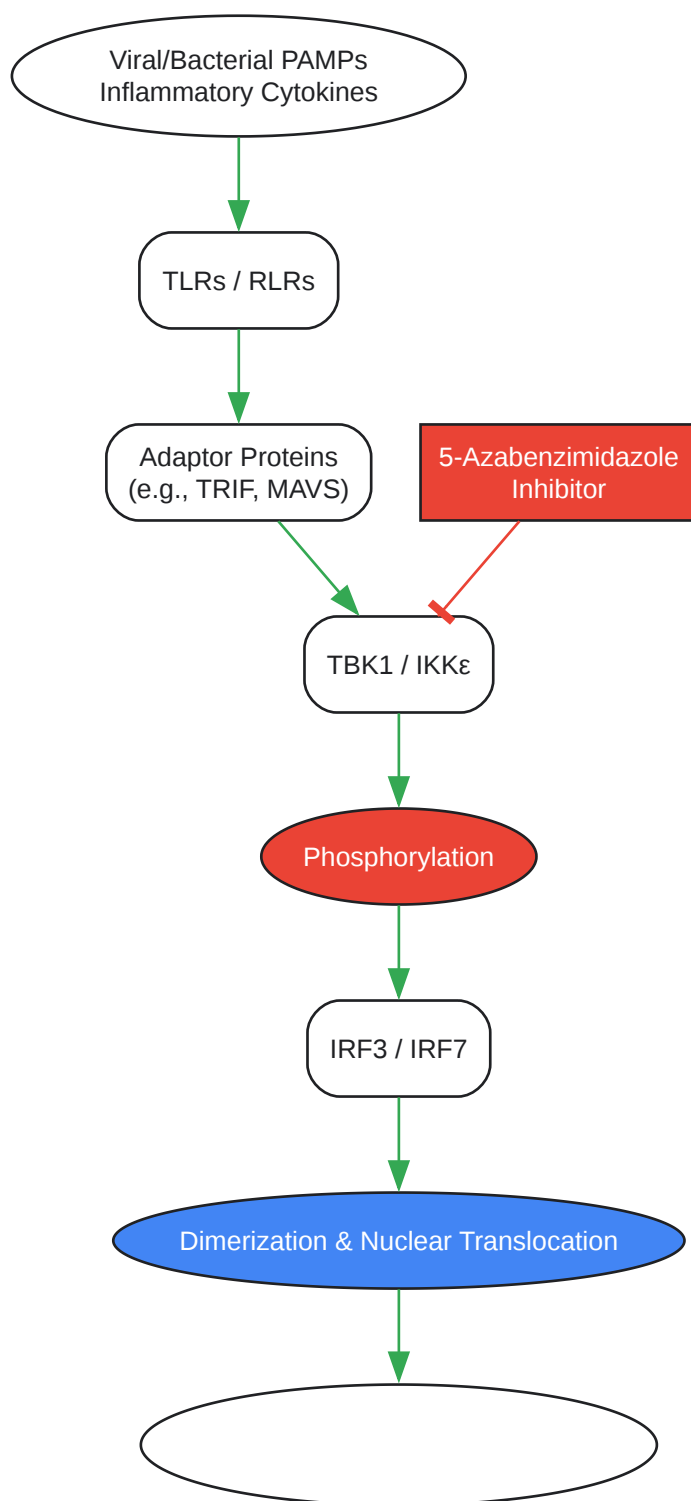 Viral/Bacterial PAMPs
Inflammatory Cytokines
TLRs / RLRs
Adaptor Proteins
(e.g., TRIF, MAVS)
5-Azabenzimidazole
Inhibitor
TBK1 / IKKε
Phosphorylation
IRF3 / IRF7
Dimerization & Nuclear Translocation